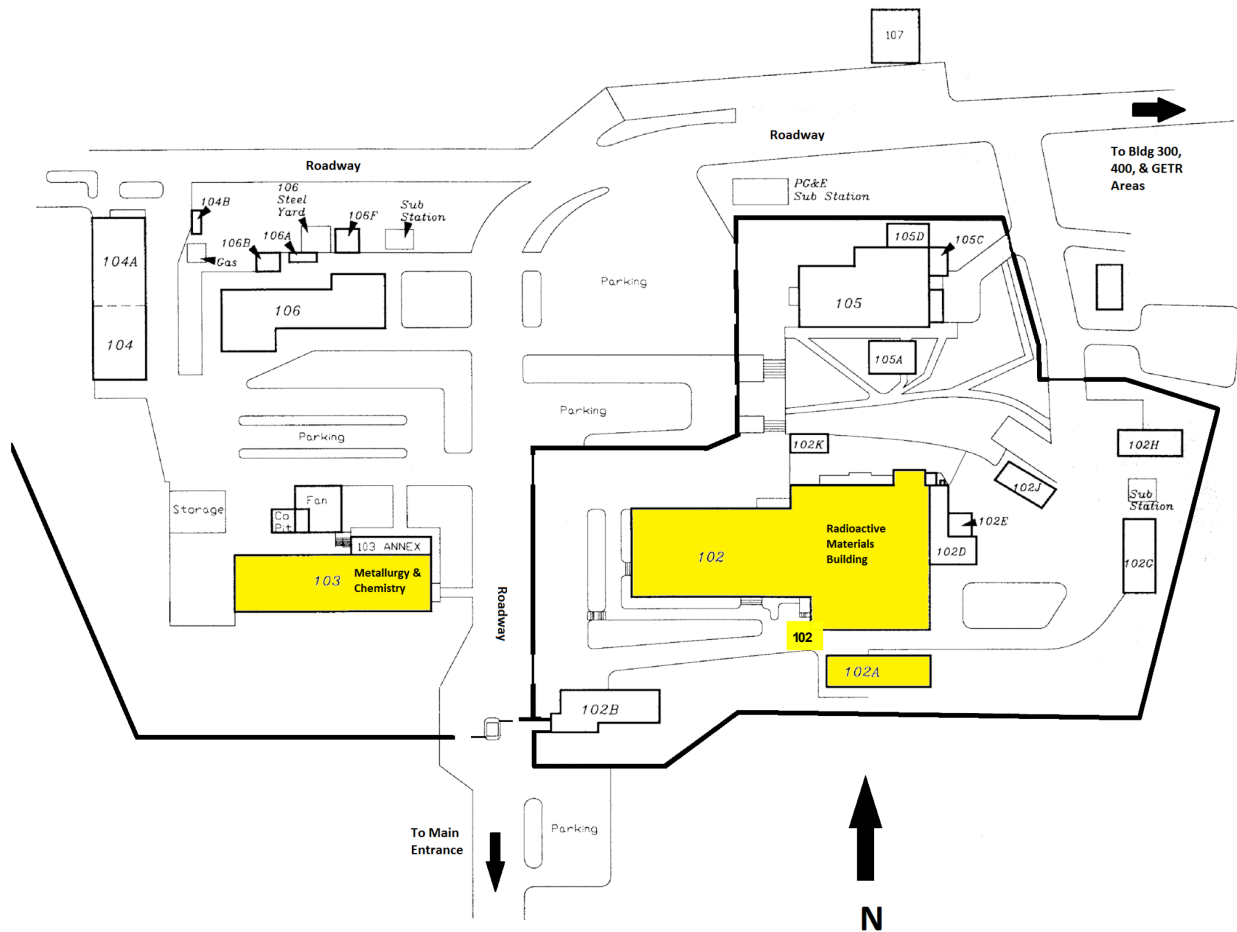 107
Roadway
Roadway
To Bldg 300,
400, & GETR
Areas
PG&E
Sub Station
104B
106
Steel
Yard
106F
Sub
Station
106A
106B
Gas
104A
104
106
Parking
105D
105C
105
105A
Parking
Parking
102K
102H
102J
Sub
Station
102G
Fan
Co
Pit
Storage
103 ANNEX
103
Metallurgy &
Chemistry
Roadway
102
Radioactive
Materials
Building
102E
102D
102
102A
102B
To Main
Entrance
Parking
N